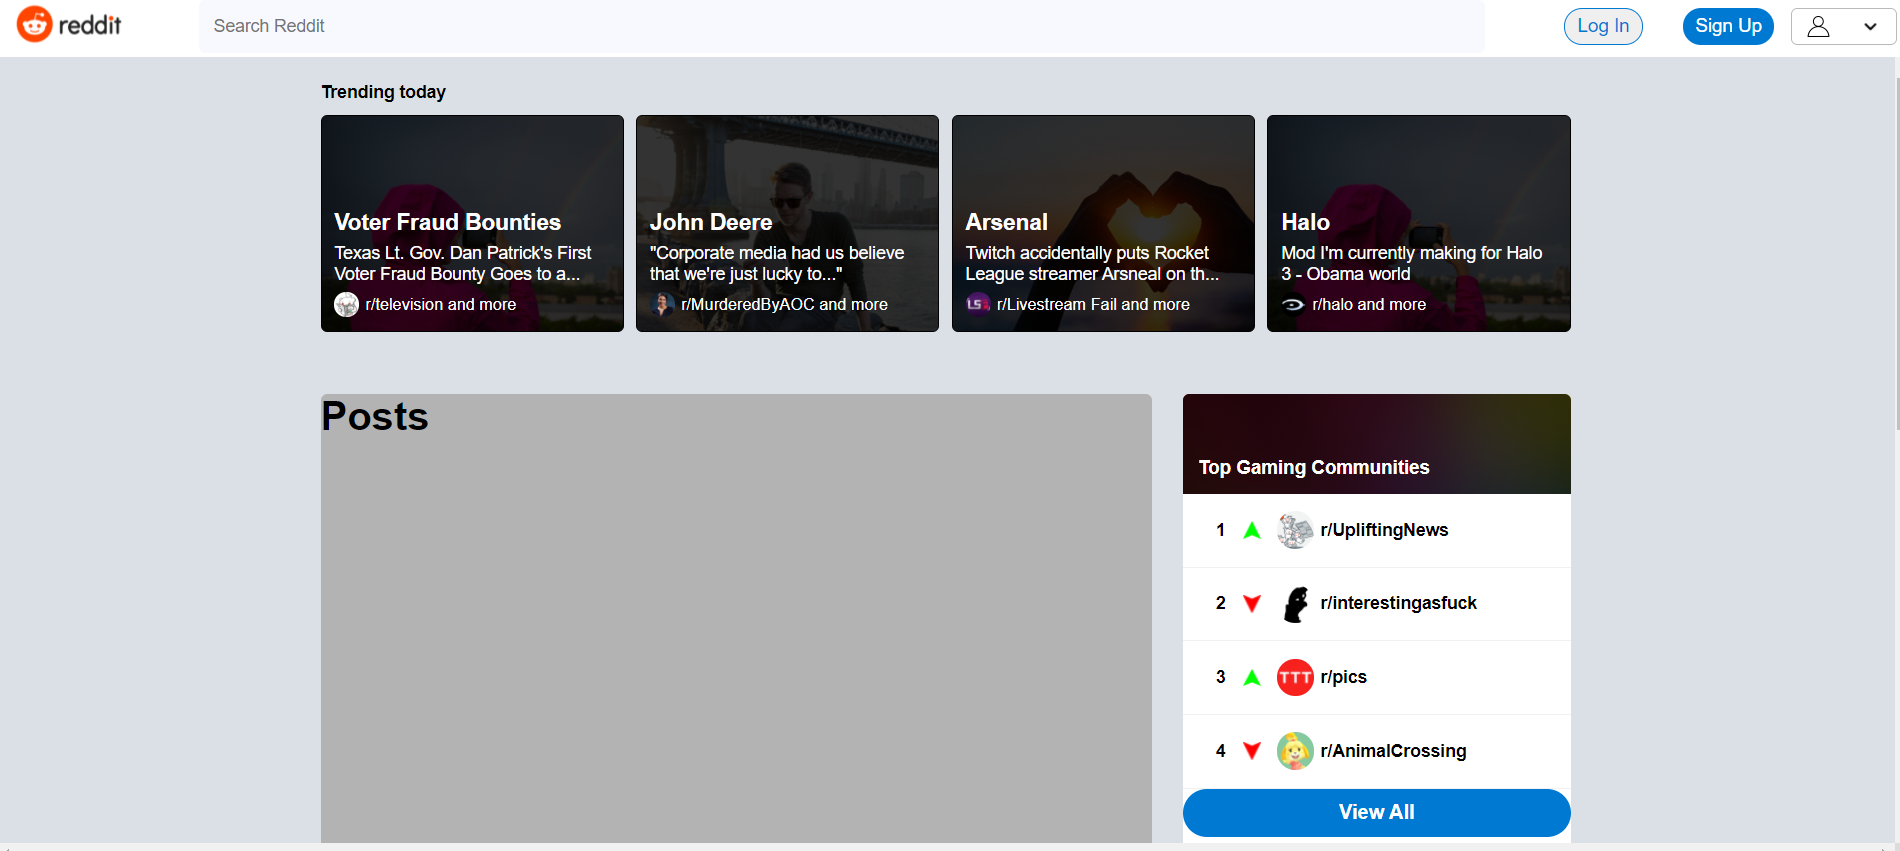 reddit
Search Reddit
Log In
Sign Up
Trending today
Voter Fraud Bounties
Texas Lt. Gov. Dan Patrick's First
Voter Fraud Bounty Goes to a...
r/television and more
John Deere
"Corporate media had us believe
that we're just lucky to..."
r/MurderedByAOC and more
Arsenal
Twitch accidentally puts Rocket
League streamer Arsneal on th...
LS
r/Livestream Fail and more
Halo
Mod I'm currently making for Halo
3 - Obama world
r/halo and more
Posts
Top Gaming Communities
1 r/UpliftingNews
2 r/interestingasfuck
3 TTT r/pics
4 r/AnimalCrossing
View All